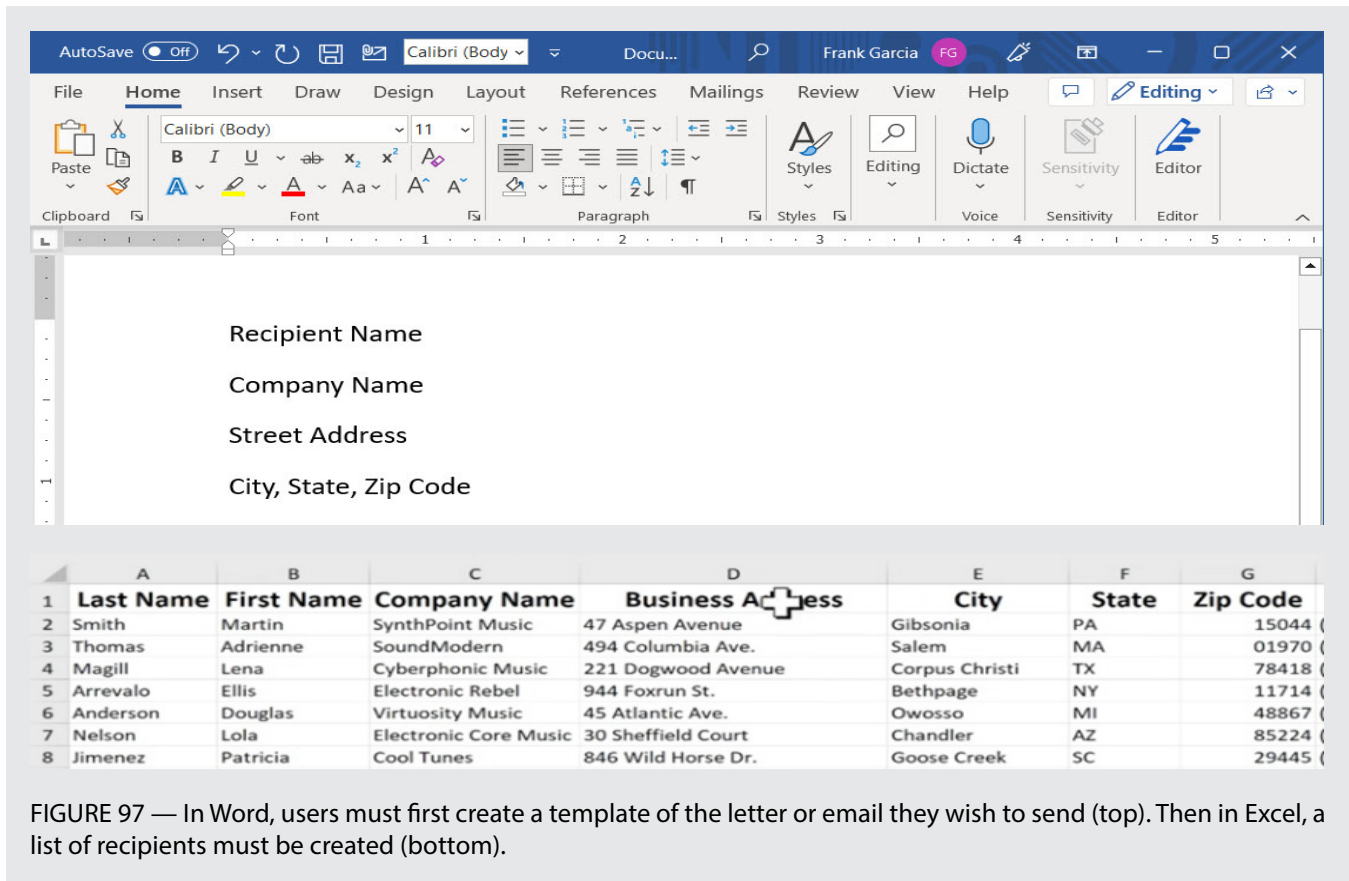 AutoSave Off Calibri (Body Docu... Frank Garcia FG
File Home Insert Draw Design Layout References Mailings Review View Help Editing
Calibri (Body) 11
Paste B I U ab x₂ x² A Styles Editing Dictate Sensitivity Editor
A A Aa A A
Clipboard Font Paragraph Styles Voice Sensitivity Editor
L 1 2 3 4 5
Recipient Name
Company Name
Street Address
City, State, Zip Code
1
A B C D E F G
1 Last Name First Name Company Name Business City State Zip Code
2 Smith Martin SynthPoint Music 47 Aspen Avenue Gibsonia PA 15044 (
3 Thomas Adrienne SoundModern 494 Columbia Ave. Salem MA 01970 (
4 Magill Lena Cyberphonic Music 221 Dogwood Avenue Corpus Christi TX 78418 (
5 Arrevalo Ellis Electronic Rebel 944 Foxrun St. Bethpage NY 11714 (
6 Anderson Douglas Virtuosity Music 45 Atlantic Ave. Owosso MI 48867 (
7 Nelson Lola Electronic Core Music 30 Sheffield Court Chandler AZ 85224 (
8 Jimenez Patricia Cool Tunes 846 Wild Horse Dr. Goose Creek SC 29445 (
FIGURE 97 — In Word, users must first create a template of the letter or email they wish to send (top). Then in Excel, a
list of recipients must be created (bottom).